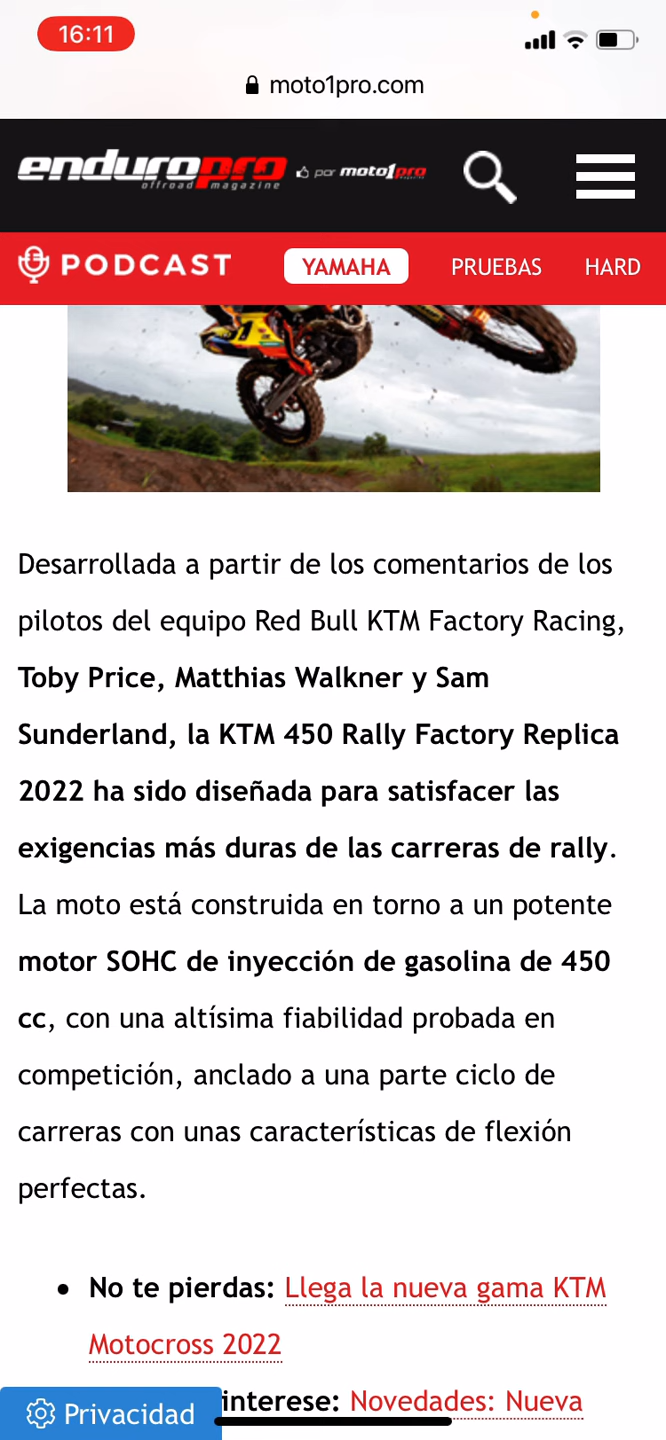 16:11
moto1pro.com
enduropro
offroad magazine
por moto1pro
PODCAST
YAMAHA
PRUEBAS
HARD
Desarrollada a partir de los comentarios de los
pilotos del equipo Red Bull KTM Factory Racing,
Toby Price, Matthias Walkner y Sam
Sunderland, la KTM 450 Rally Factory Replica
2022 ha sido diseñada para satisfacer las
exigencias más duras de las carreras de rally.
La moto está construida en torno a un potente
motor SOHC de inyección de gasolina de 450
cc, con una altísima fiabilidad probada en
competición, anclado a una parte ciclo de
carreras con unas características de flexión
perfectas.
• No te pierdas: Llega la nueva gama KTM
Motocross 2022
interese: Novedades: Nueva
Privacidad